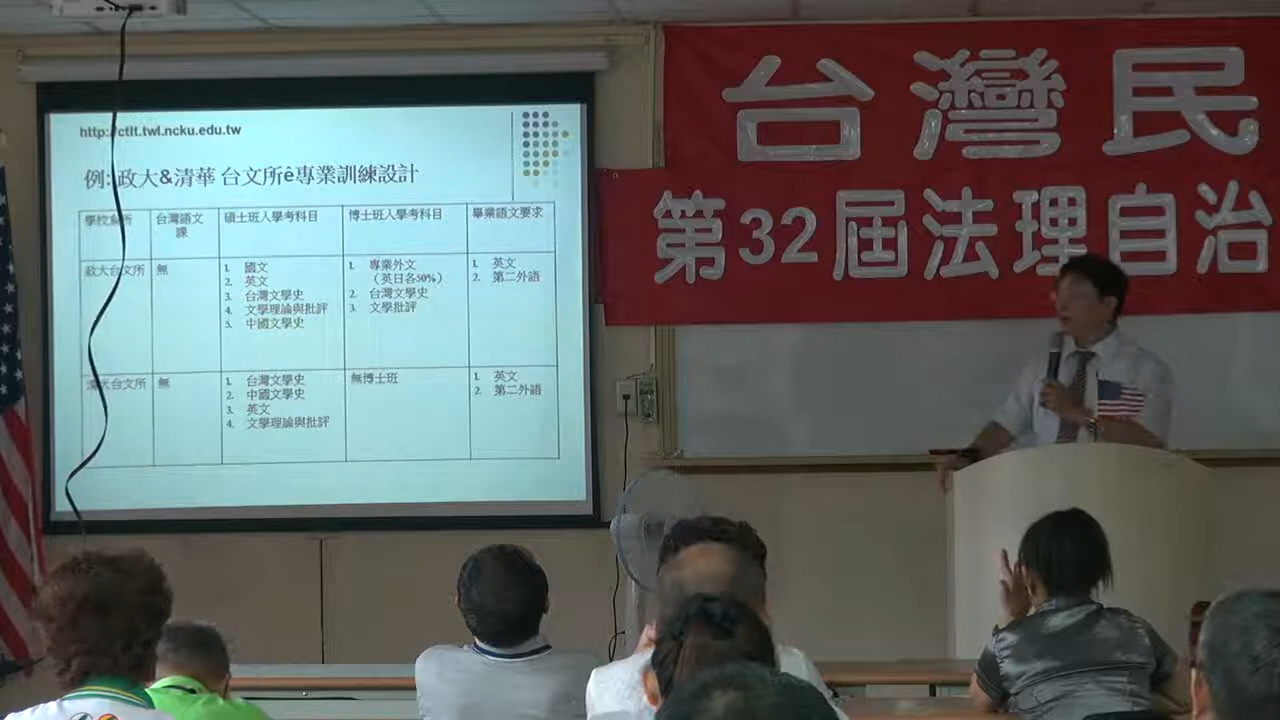 http://ctlt.twl.ncku.edu.tw
例: 政大&清華 台文所ê專業訓練設計
學校系所 台灣語文課 碩士班入學考科目 博士班入學考科目 畢業語文要求
政大台文所 無
1. 國文
2. 英文
3. 台灣文學史
4. 文學理論與批評
5. 中國文學史
1. 專業外文
(英日各50%)
2. 台灣文學史
3. 文學批評
1. 英文
2. 第二外語
台文所 無
1. 台灣文學史
2. 中國文學史
3. 英文
4. 文學理論與批評
無博士班
1. 英文
2. 第二外語
台灣民
第32屆法理自治